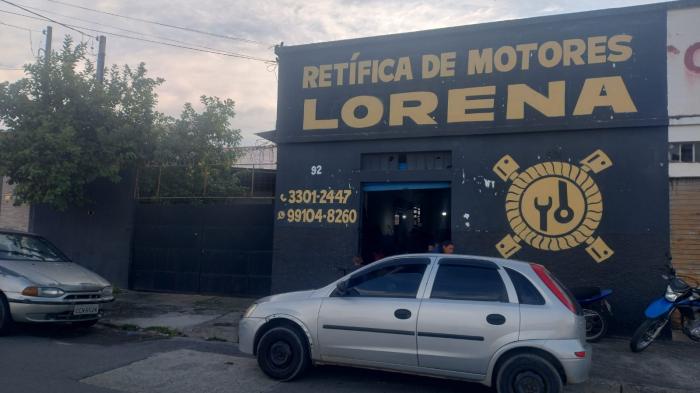 RETÍFICA DE MOTORES
LORENA
92
3301-2447
99104-8260